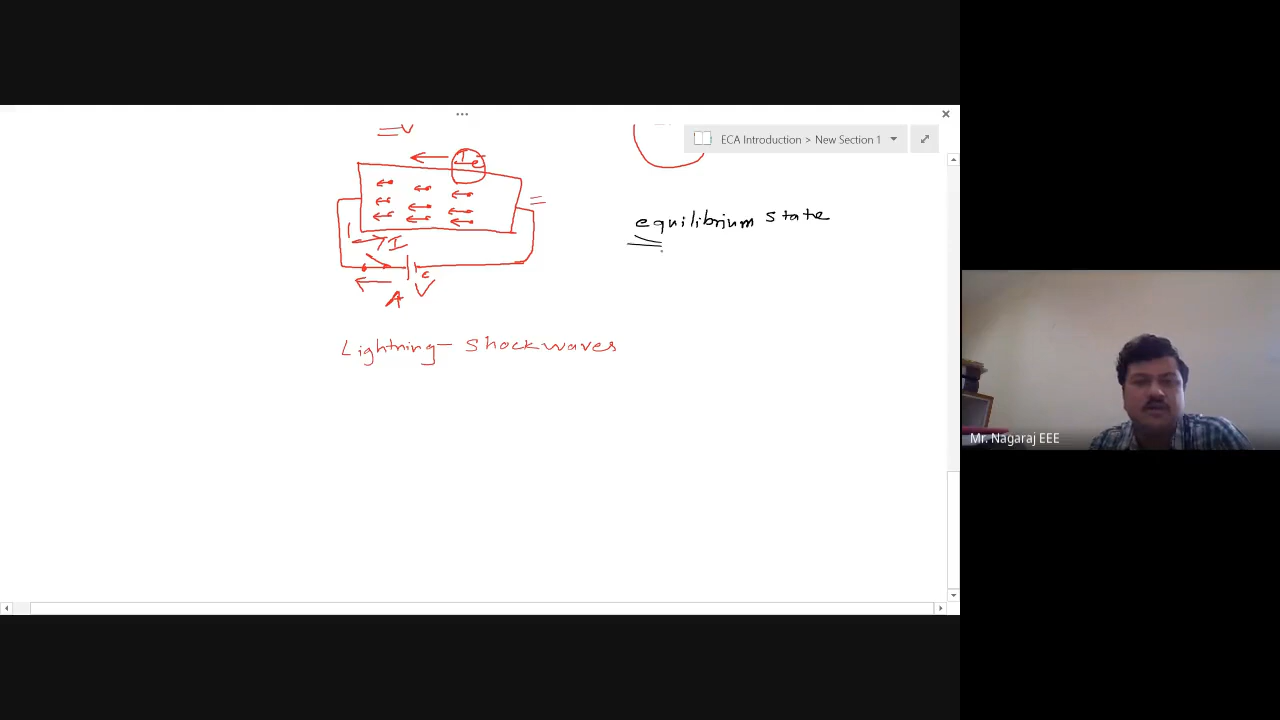 ECA Introduction > New Section 1
V
I e-
equilibrium state
I
A V
Lightning - Shockwaves
Mr. Nagaraj EEE